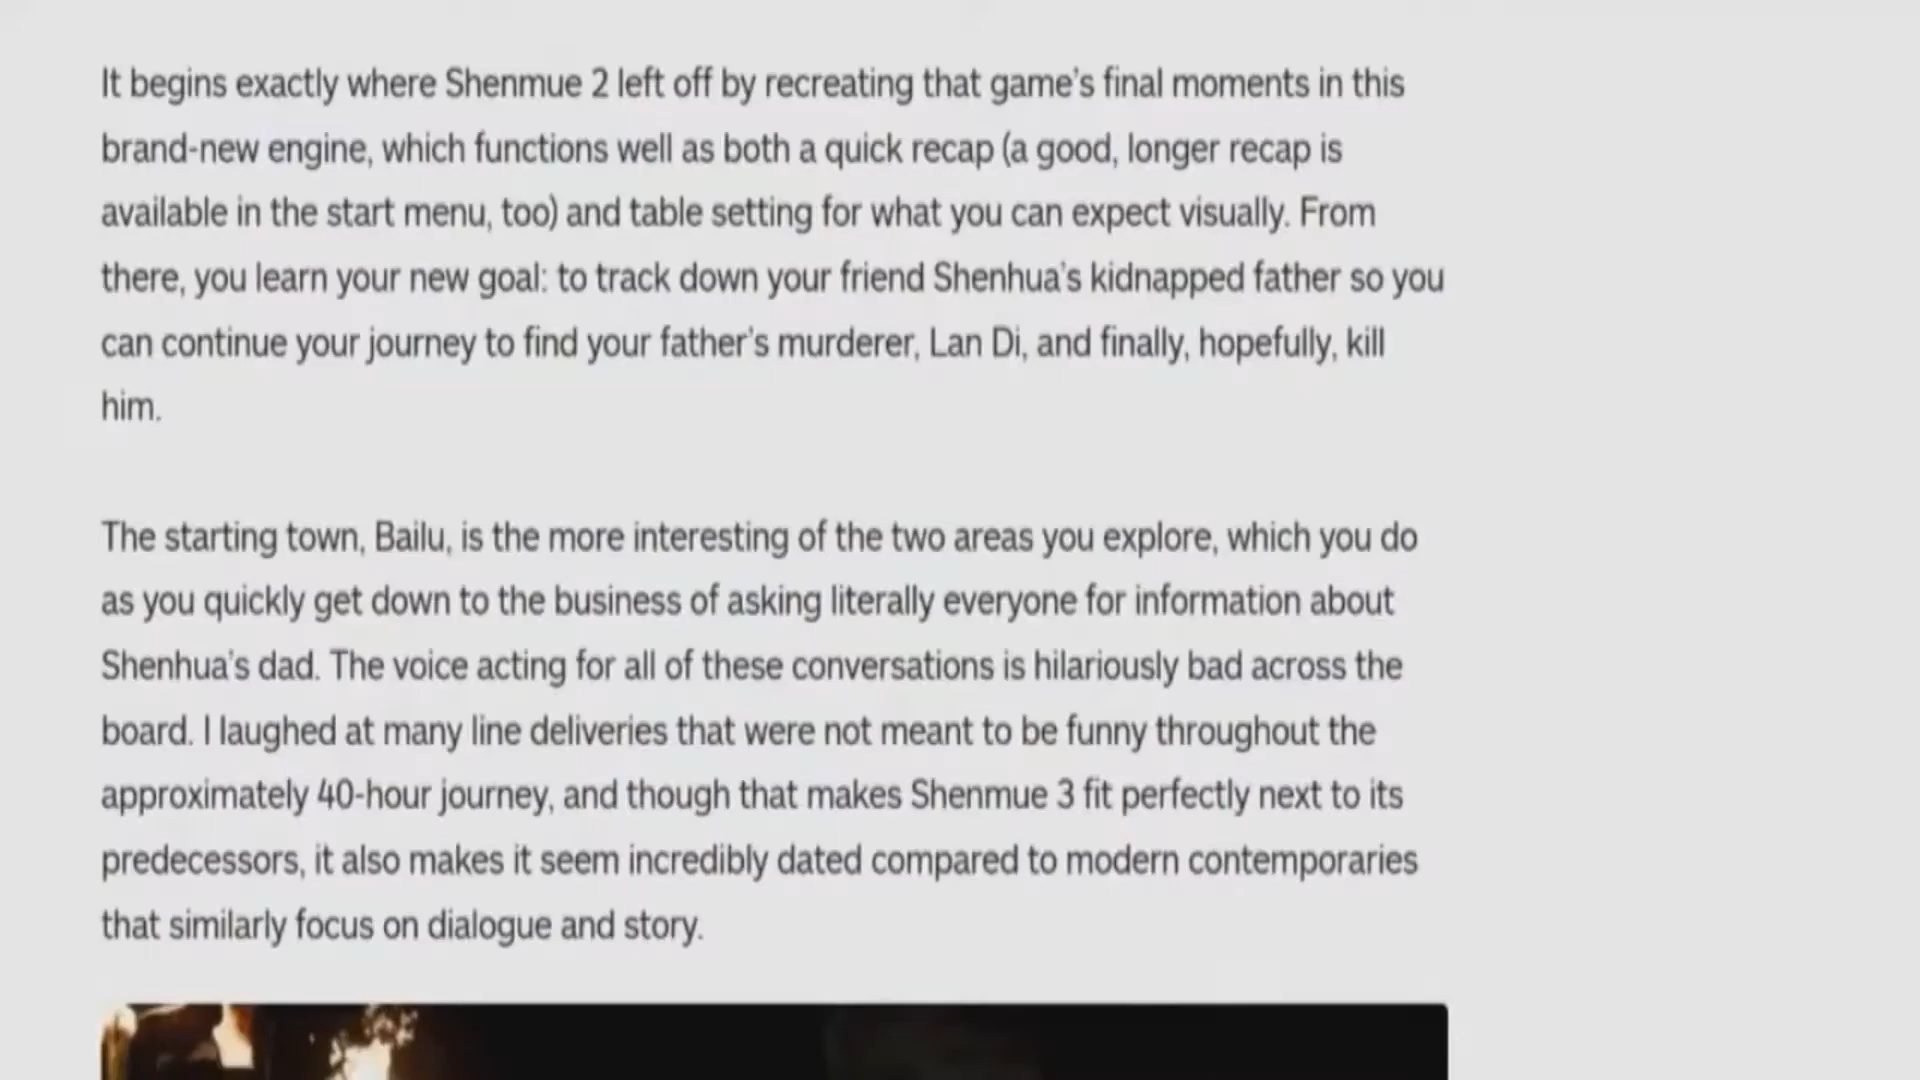 It begins exactly where Shenmue 2 left off by recreating that game's final moments in this
brand-new engine, which functions well as both a quick recap (a good, longer recap is
available in the start menu, too) and table setting for what you can expect visually. From
there, you learn your new goal: to track down your friend Shenhua's kidnapped father so you
can continue your journey to find your father's murderer, Lan Di, and finally, hopefully, kill
him.
The starting town, Bailu, is the more interesting of the two areas you explore, which you do
as you quickly get down to the business of asking literally everyone for information about
Shenhua's dad. The voice acting for all of these conversations is hilariously bad across the
board. I laughed at many line deliveries that were not meant to be funny throughout the
approximately 40-hour journey, and though that makes Shenmue 3 fit perfectly next to its
predecessors, it also makes it seem incredibly dated compared to modern contemporaries
that similarly focus on dialogue and story.